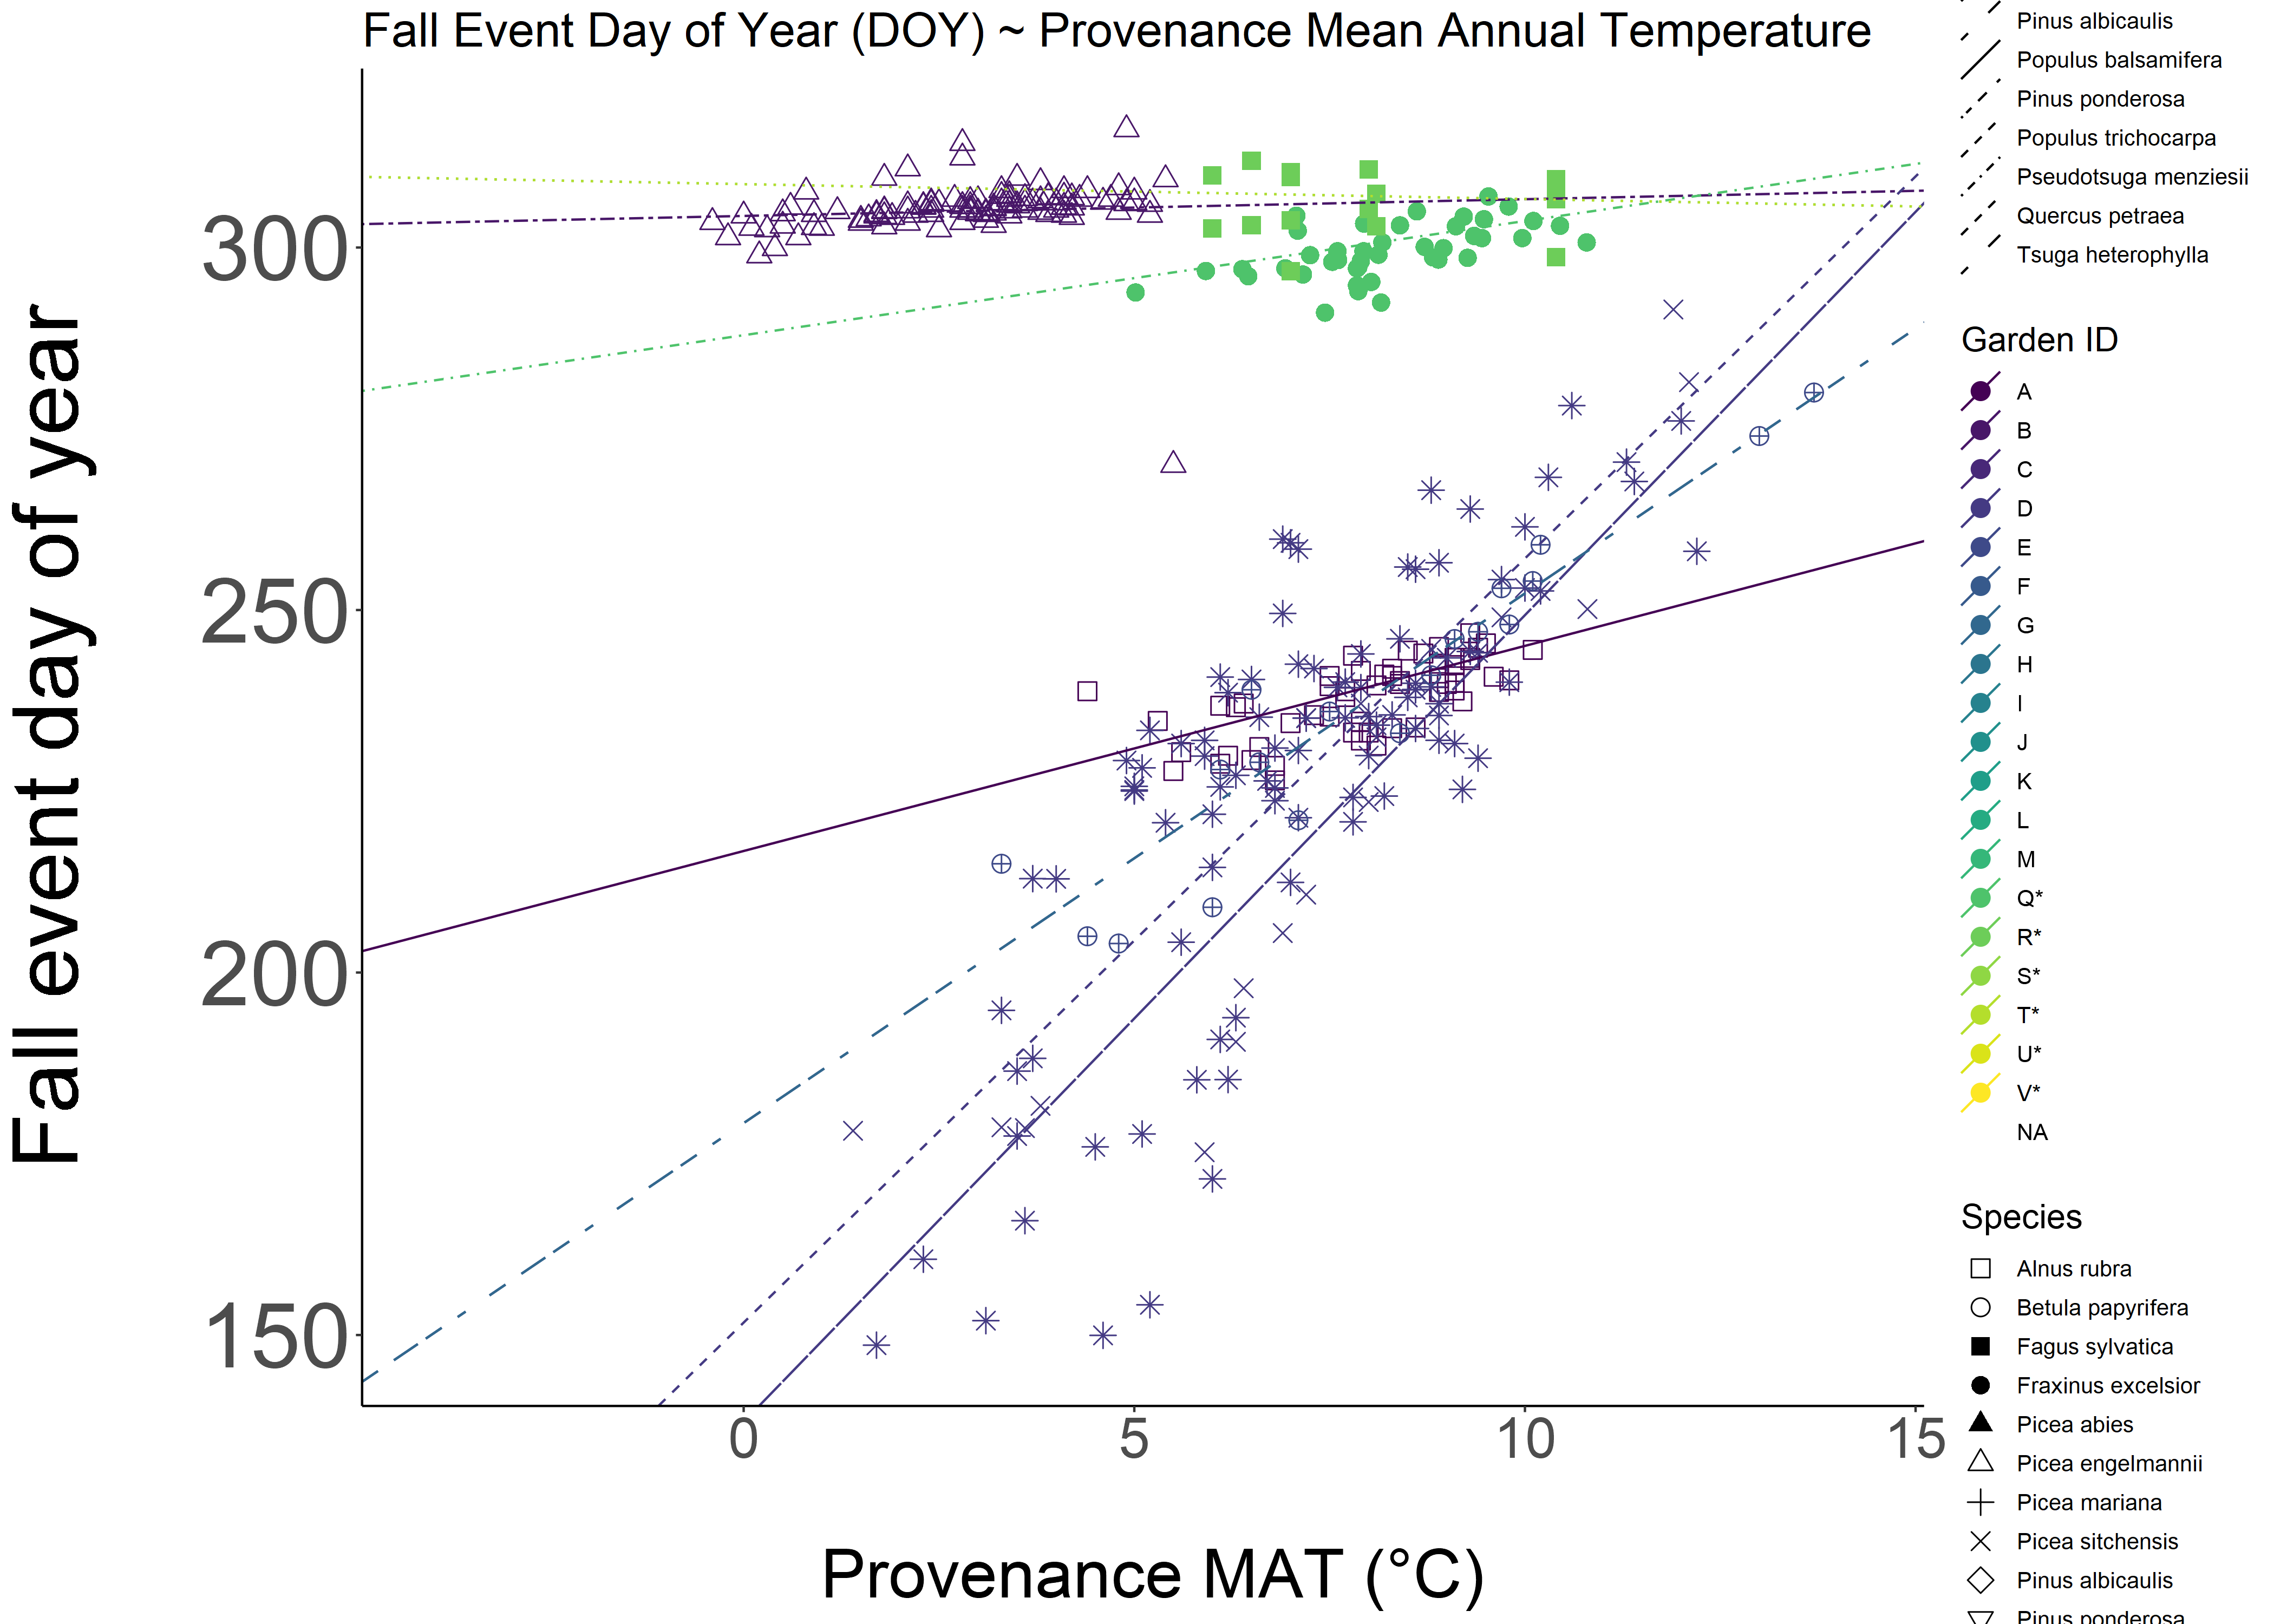 Fall Event Day of Year (DOY) ~ Provenance Mean Annual Temperature
Fall event day of year
300
250
200
150
0
5
10
15
Provenance MAT (°C)
Pinus albicaulis
Populus balsamifera
Pinus ponderosa
Populus trichocarpa
Pseudotsuga menziesii
Quercus petraea
Tsuga heterophylla
Garden ID
A
B
C
D
E
F
G
H
I
J
K
L
M
Q*
R*
S*
T*
U*
V*
NA
Species
Alnus rubra
Betula papyrifera
Fagus sylvatica
Fraxinus excelsior
Picea abies
Picea engelmannii
Picea mariana
Picea sitchensis
Pinus albicaulis
Pinus ponderosa